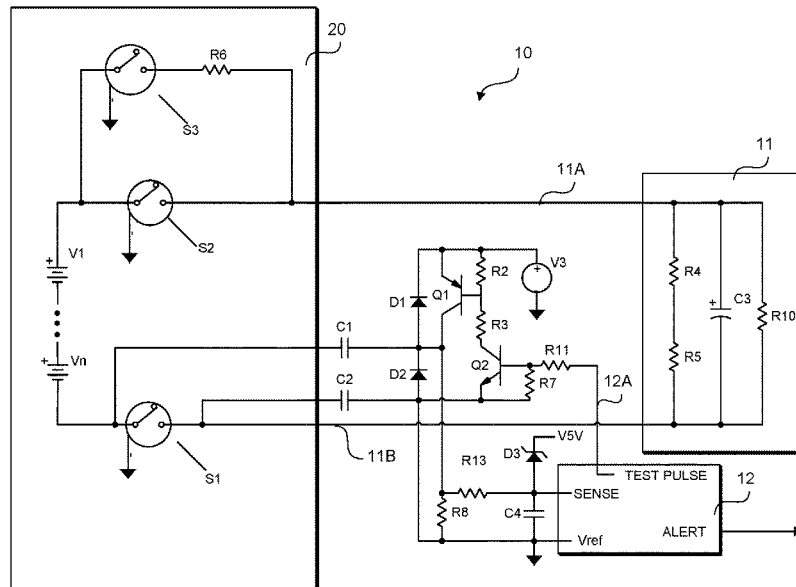 20
R6
10
S3
11
11A
S2
V1
V3
R2
Q1
R4
C3
R10
D1
R3
C1
R11
D2
Q2
R5
Vn
C2
R7
12A
S1
11B
V5V
D3
R13
TEST PULSE
12
SENSE
R8
C4
ALERT
Vref